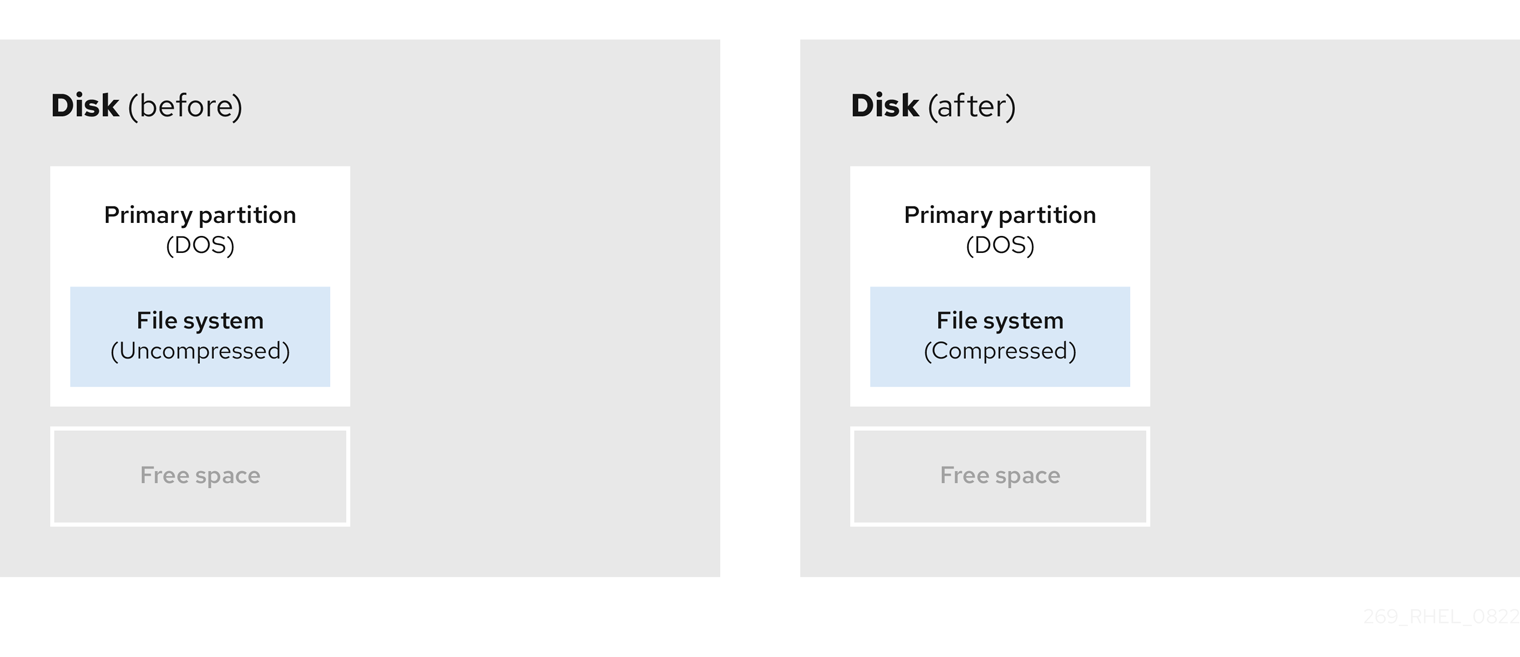 Disk (before)
Primary partition
(DOS)
File system
(Uncompressed)
Free space
Disk (after)
Primary partition
(DOS)
File system
(Compressed)
Free space
269_RHEL_0822